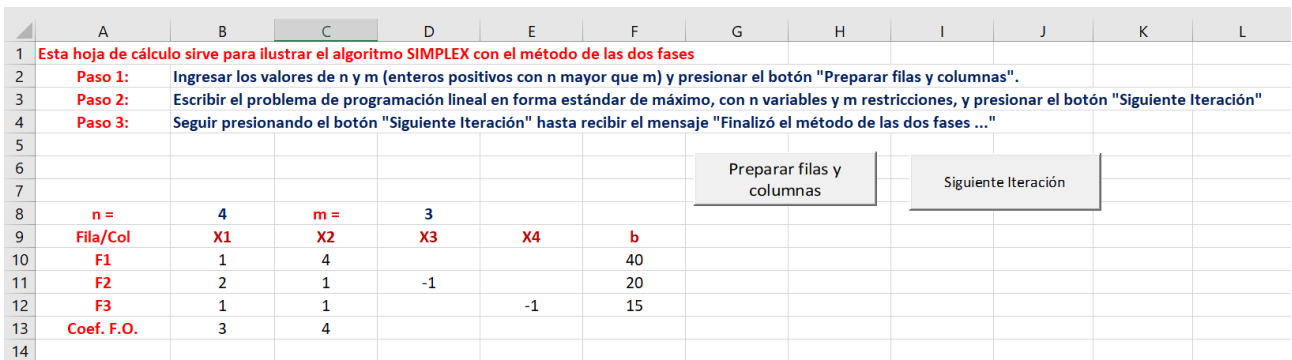 A B C D E F G H I J K L
1 Esta hoja de cálculo sirve para ilustrar el algoritmo SIMPLEX con el método de las dos fases
2 Paso 1: Ingresar los valores de n y m (enteros positivos con n mayor que m) y presionar el botón "Preparar filas y columnas".
3 Paso 2: Escribir el problema de programación lineal en forma estándar de máximo, con n variables y m restricciones, y presionar el botón "Siguiente Iteración"
4 Paso 3: Seguir presionando el botón "Siguiente Iteración" hasta recibir el mensaje "Finalizó el método de las dos fases ..."
5
6 Preparar filas y
7 columnas Siguiente Iteración
8 n = 4 m = 3
9 Fila/Col X1 X2 X3 X4 b
10 F1 1 4 40
11 F2 2 1 -1 20
12 F3 1 1 -1 15
13 Coef. F.O. 3 4
14